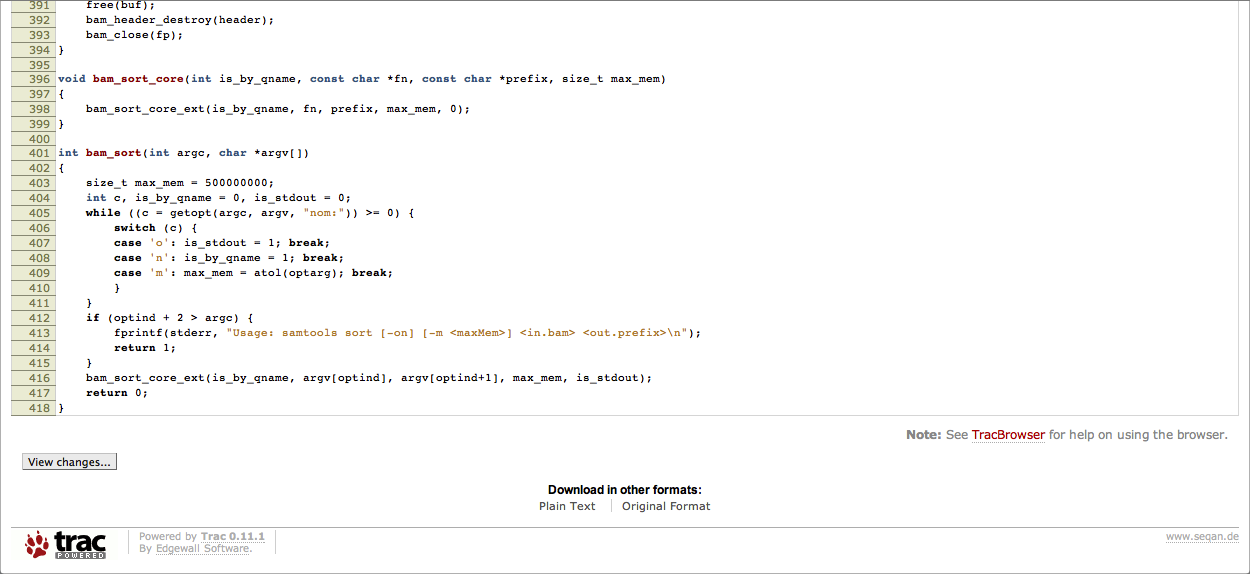 391 free(buf);
392 bam_header_destroy(header);
393 bam_close(fp);
394 }
395
396 void bam_sort_core(int is_by_qname, const char *fn, const char *prefix, size_t max_mem)
397 {
398 bam_sort_core_ext(is_by_qname, fn, prefix, max_mem, 0);
399 }
400
401 int bam_sort(int argc, char *argv[])
402 {
403 size_t max_mem = 500000000;
404 int c, is_by_qname = 0, is_stdout = 0;
405 while ((c = getopt(argc, argv, "nom:")) >= 0) {
406 switch (c) {
407 case 'o': is_stdout = 1; break;
408 case 'n': is_by_qname = 1; break;
409 case 'm': max_mem = atol(optarg); break;
410 }
411 }
412 if (optind + 2 > argc) {
413 fprintf(stderr, "Usage: samtools sort [-on] [-m <maxMem>] <in.bam> <out.prefix>\n");
414 return 1;
415 }
416 bam_sort_core_ext(is_by_qname, argv[optind], argv[optind+1], max_mem, is_stdout);
417 return 0;
418 }
Note: See TracBrowser for help on using the browser.
View changes...
Download in other formats:
Plain Text Original Format
trac POWERED
Powered by Trac 0.11.1
By Edgewall Software.
www.seqan.de